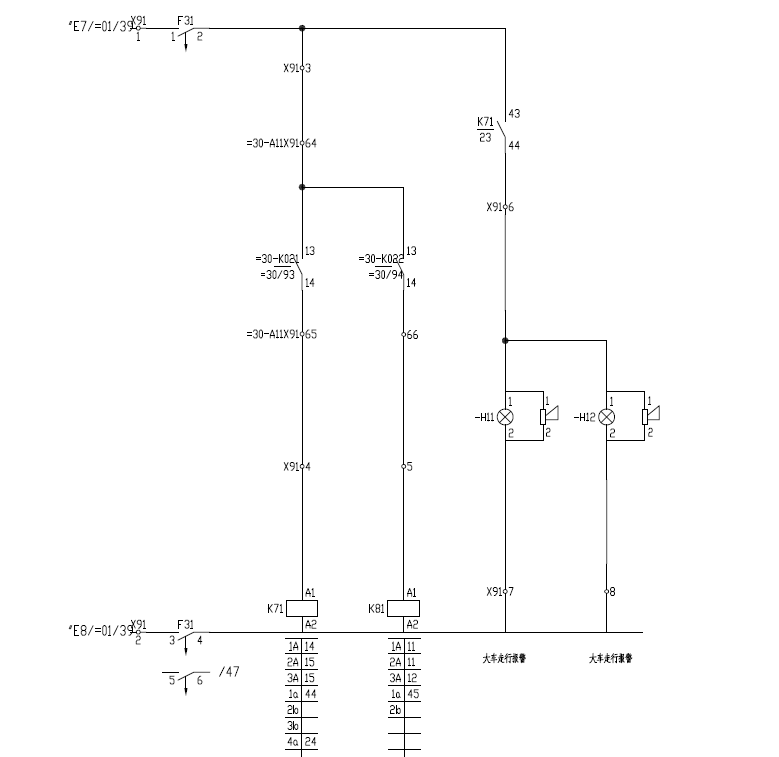 "E7/=01/39
X91
1
F31
1 2
X91 3
=30-A11X91 64
K71
23
43
44
X91 6
=30-K021
=30/93
13
14
=30-K022
=30/94
13
14
=30-A11X91 65
66
-H11
1
2
1
2
-H12
1
2
1
2
X91 4
5
X91 7
8
K71
A1
A2
K81
A1
A2
"E8/=01/39
X91
2
F31
3 4
5 6
/47
1A 14
2A 15
3A 15
1a 44
2b
3b
4a 24
1A 11
2A 11
3A 12
1a 45
2b
大车走行报警
大车走行报警